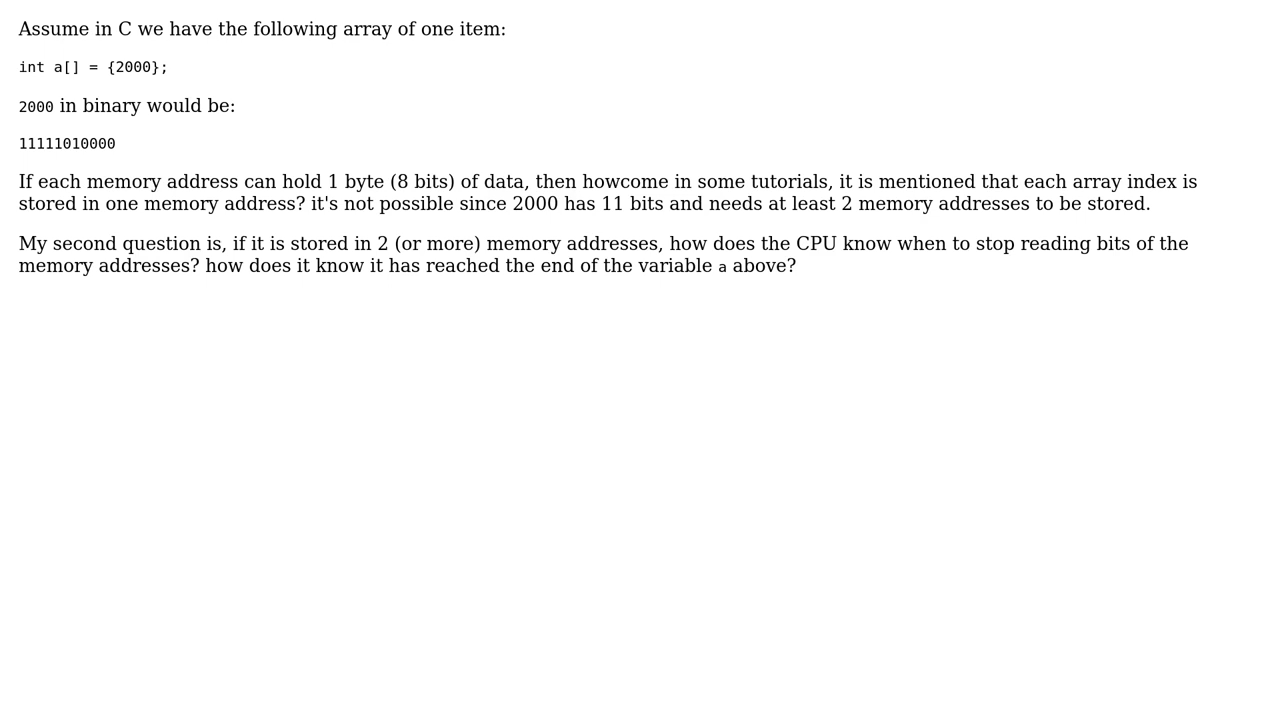 Assume in C we have the following array of one item:
int a[] = {2000};
2000 in binary would be:
11111010000
If each memory address can hold 1 byte (8 bits) of data, then howcome in some tutorials, it is mentioned that each array index is
stored in one memory address? it's not possible since 2000 has 11 bits and needs at least 2 memory addresses to be stored.
My second question is, if it is stored in 2 (or more) memory addresses, how does the CPU know when to stop reading bits of the
memory addresses? how does it know it has reached the end of the variable a above?